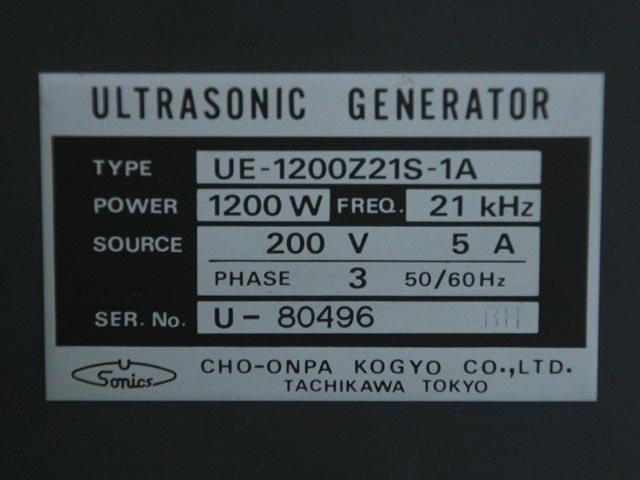 ULTRASONIC GENERATOR
TYPE UE-1200Z21S-1A
POWER 1200 W FREQ. 21 kHz
SOURCE 200 V 5 A
PHASE 3 50/60Hz
SER. No. U - 80496 BH
U Sonics CHO-ONPA KOGYO CO.,LTD.
TACHIKAWA TOKYO